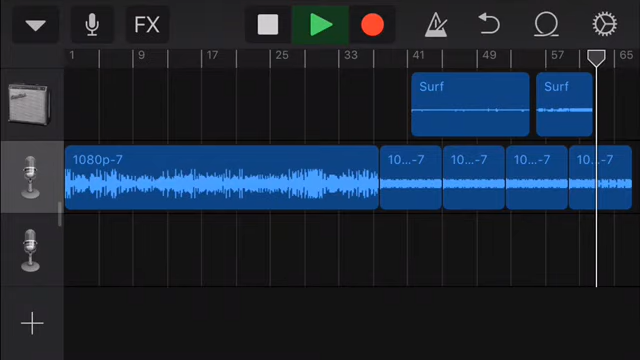 FX
1 9 17 25 33 41 49 57 65
Surf Surf
1080p-7 10...-7 10...-7 10...-7 10...-7